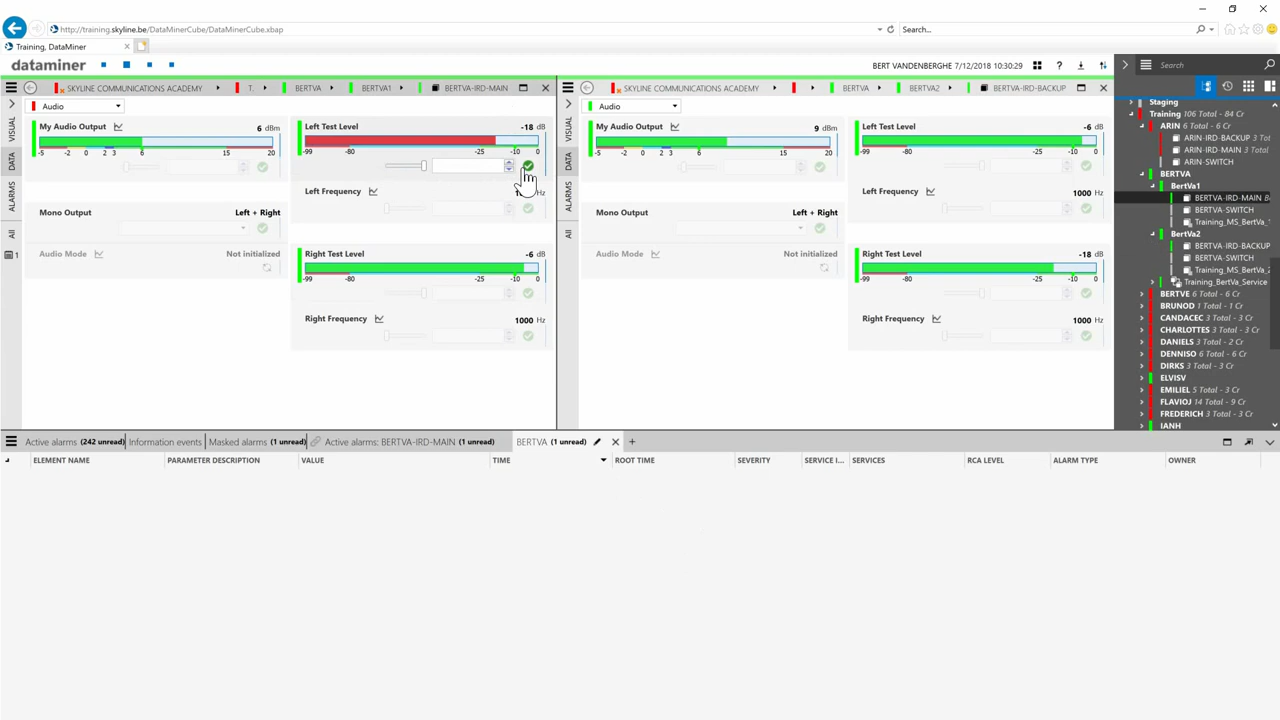 http://training.skyline.be/DataMinerCube/DataMinerCube.xbap
Search...
Training, DataMiner
dataminer
BERT VANDENBERGHE 7/12/2018 10:30:29
Search
SKYLINE COMMUNICATIONS ACADEMY T. BERTVA BERTVA1 BERTVA-IRD-MAIN
SKYLINE COMMUNICATIONS ACADEMY BERTVA BERTVA2 BERTVA-IRD-BACKUP
VISUAL
DATA
ALARMS
All
1
Audio
My Audio Output 6 dBm
-5 0 2 3 6 15 20
Mono Output Left + Right
Audio Mode Not initialized
Left Test Level -18 dB
-99 -80 -25 -10 0
Left Frequency Hz
Right Test Level -6 dB
-99 -80 -25 -10 0
Right Frequency 1000 Hz
VISUAL
DATA
ALARMS
All
Audio
My Audio Output 9 dBm
-5 0 2 3 6 15 20
Mono Output Left + Right
Audio Mode Not initialized
Left Test Level -6 dB
-99 -80 -25 -10 0
Left Frequency 1000 Hz
Right Test Level -18 dB
-99 -80 -25 -10 0
Right Frequency 1000 Hz
Staging
Training 106 Total - 84 Cr
ARIN 6 Total - 6 Cr
ARIN-IRD-BACKUP
ARIN-IRD-MAIN 3 Total
ARIN-SWITCH
BERTVA
BertVa1
BERTVA-IRD-MAIN
BERTVA-SWITCH
Training_MS_BertVa_
BertVa2
BERTVA-IRD-BACKUP
BERTVA-SWITCH
Training_MS_BertVa_2
Training_BertVa_Service
BERTVE 6 Total - 6 Cr
BRUNOD 1 Total - 1 Cr
CANDACEC 3 Total - 3 Cr
CHARLOTTES 3 Total - 3 Cr
DANIELS 3 Total - 2 Cr
DENNISO 6 Total - 6 Cr
DIRKS 3 Total - 3 Cr
ELVISV
EMILIEL 5 Total - 3 Cr
FLAVIOJ 14 Total - 9 Cr
FREDERICH 3 Total - 3 Cr
IANH
Active alarms (242 unread) Information events Masked alarms (1 unread) Active alarms: BERTVA-IRD-MAIN (1 unread) BERTVA (1 unread)
ELEMENT NAME PARAMETER DESCRIPTION VALUE TIME ROOT TIME SEVERITY SERVICE I... SERVICES RCA LEVEL ALARM TYPE OWNER